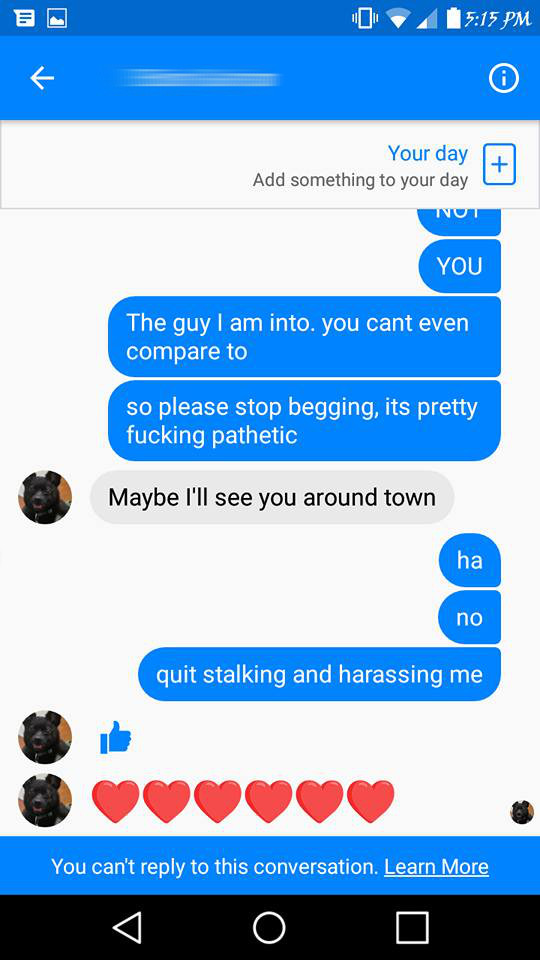 5:15 PM
Your day
Add something to your day
NOT
YOU
The guy I am into. you cant even
compare to
so please stop begging, its pretty
fucking pathetic
Maybe I'll see you around town
ha
no
quit stalking and harassing me
You can't reply to this conversation. Learn More